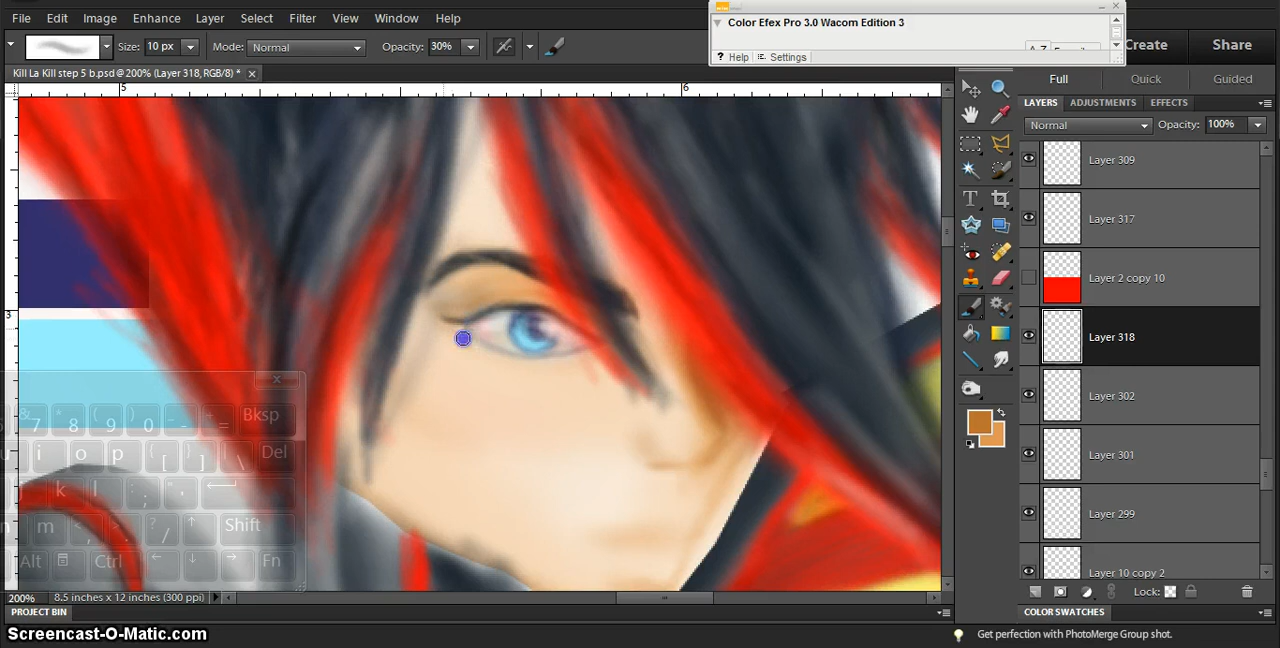 File Edit Image Enhance Layer Select Filter View Window Help
Color Efex Pro 3.0 Wacom Edition 3
Help Settings
Size: 10 px Mode: Normal Opacity: 30%
Create Share
Kill La Kill step 5 b.psd @ 200% (Layer 318, RGB/8) * ×
Full Quick Guided
5 6
LAYERS ADJUSTMENTS EFFECTS
Normal Opacity: 100%
Layer 309
Layer 317
Layer 2 copy 10
3
Layer 318
Layer 302
Layer 301
Layer 299
Layer 10 copy 2
& * ( ) _ + Bksp
7 8 9 0 - =
u i o p { [ } ] | \ Del
k l : ; " '
m < , > . ? / ↑ Shift
Alt Ctrl ← ↓ → Fn
Lock:
200% 8.5 inches x 12 inches (300 ppi)
PROJECT BIN
COLOR SWATCHES
Screencast-O-Matic.com
Get perfection with PhotoMerge Group shot.